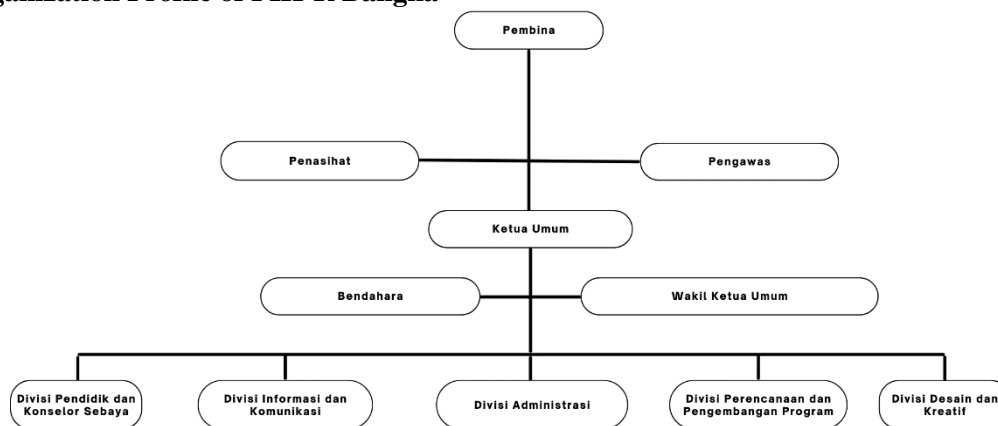 Pembina
Penasihat
Pengawas
Ketua Umum
Bendahara
Wakil Ketua Umum
Divisi Pendidik dan
Konselor Sebaya
Divisi Informasi dan
Komunikasi
Divisi Administrasi
Divisi Perencanaan dan
Pengembangan Program
Divisi Desain dan
Kreatif